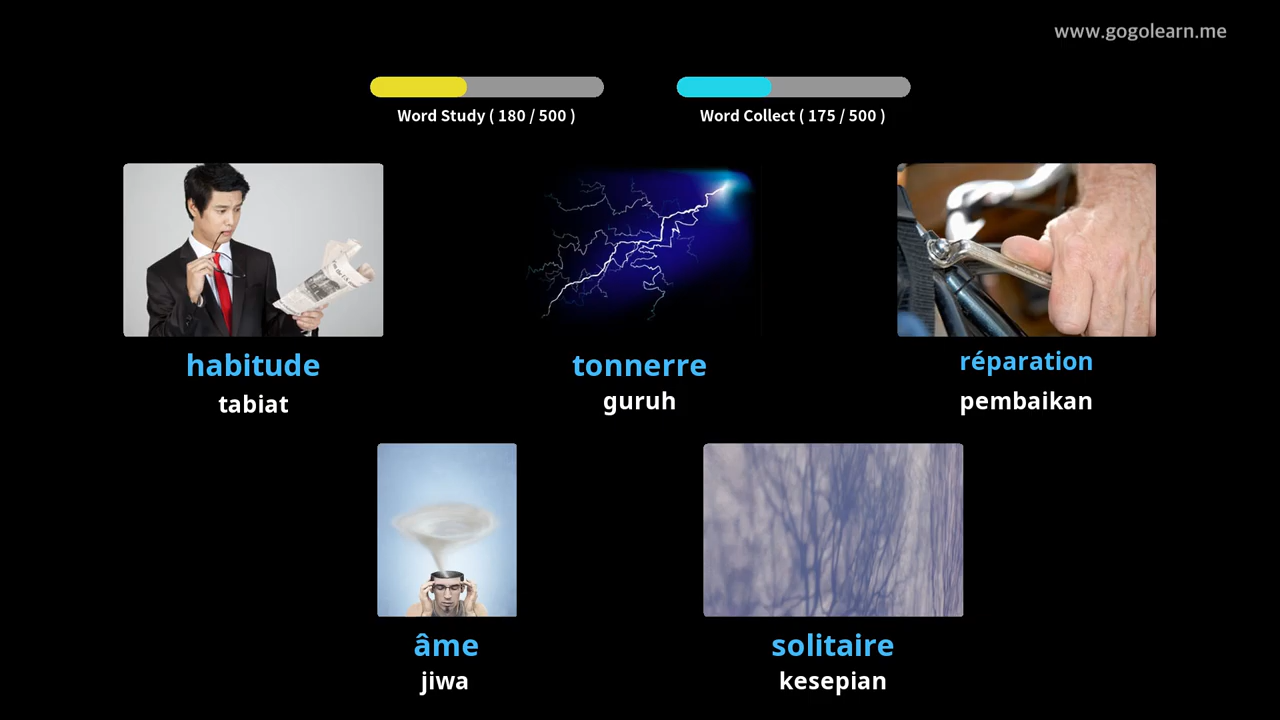 www.gogolearn.me
Word Study ( 180 / 500 )
Word Collect ( 175 / 500 )
habitude
tabiat
tonnerre
guruh
réparation
pembaikan
âme
jiwa
solitaire
kesepian